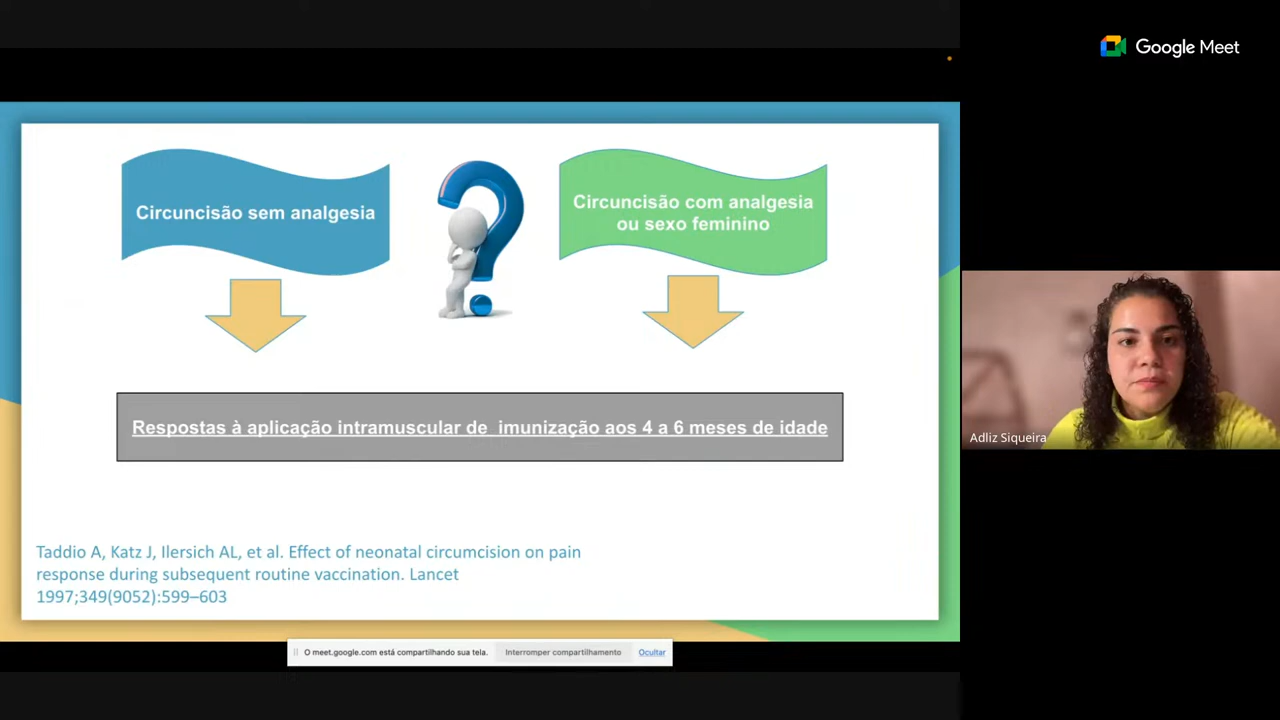 Google Meet
Circuncisão sem analgesia
Circuncisão com analgesia
ou sexo feminino
Respostas à aplicação intramuscular de  imunização aos 4 a 6 meses de idade
Taddio A, Katz J, Ilersich AL, et al. Effect of neonatal circumcision on pain
response during subsequent routine vaccination. Lancet
1997;349(9052):599–603
Adliz Siqueira
O meet.google.com está compartilhando sua tela. Interromper compartilhamento Ocultar